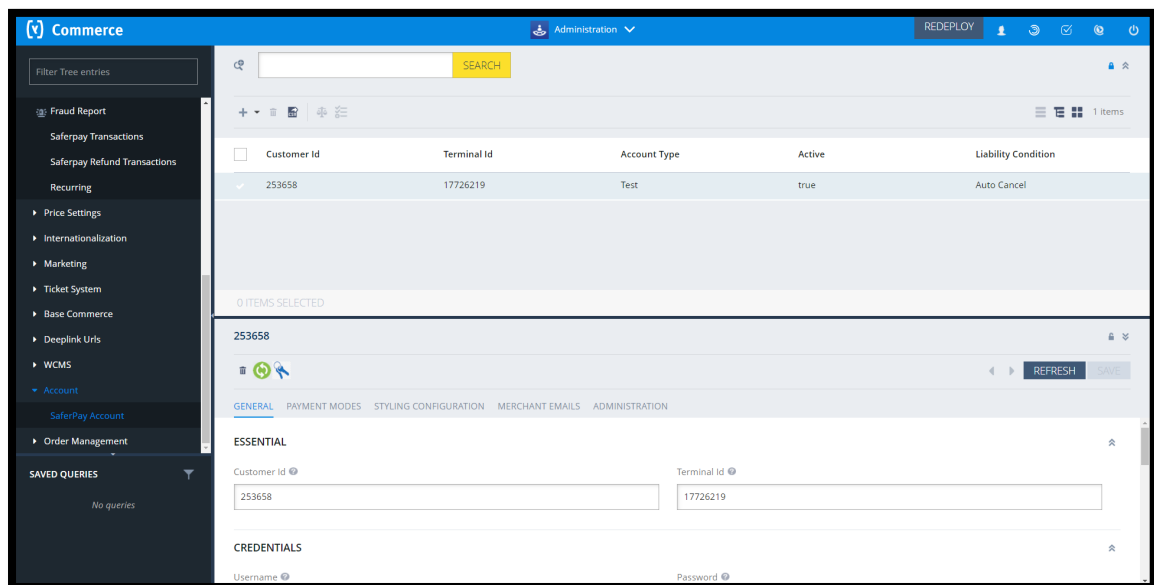 (y) Commerce
Administration
REDEPLOY
Filter Tree entries
Fraud Report
Saferpay Transactions
Saferpay Refund Transactions
Recurring
Price Settings
Internationalization
Marketing
Ticket System
Base Commerce
Deeplink Urls
WCMS
Account
SaferPay Account
Order Management
SAVED QUERIES
No queries
SEARCH
1 items
Customer Id Terminal Id Account Type Active Liability Condition
253658 17726219 Test true Auto Cancel
0 ITEMS SELECTED
253658
REFRESH SAVE
GENERAL PAYMENT MODES STYLING CONFIGURATION MERCHANT EMAILS ADMINISTRATION
ESSENTIAL
Customer Id Terminal Id
253658 17726219
CREDENTIALS
Username Password